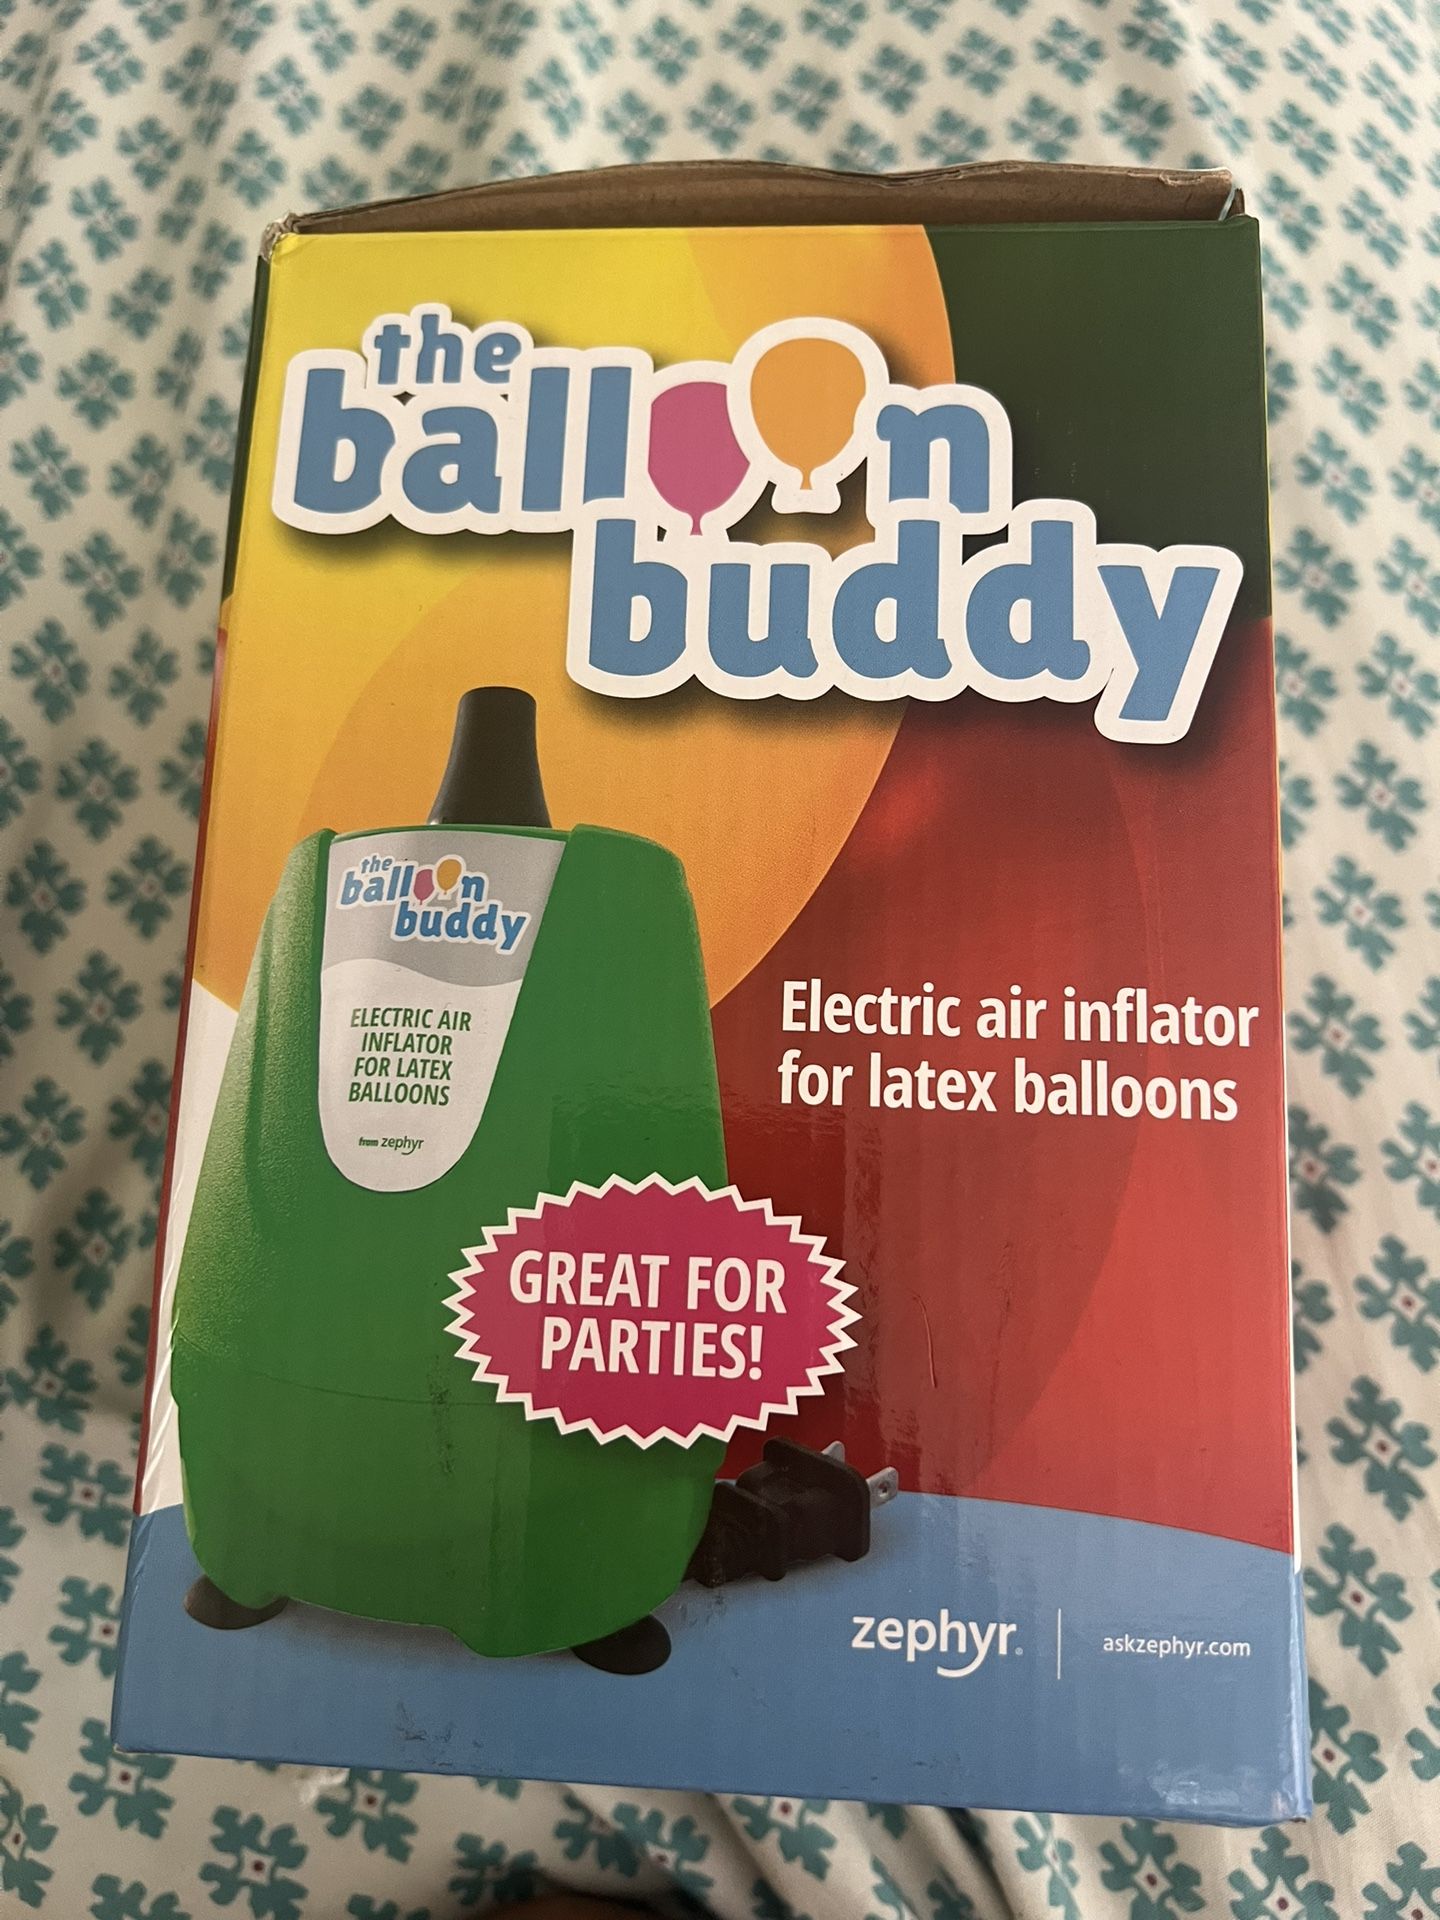 the
balloon
buddy
the
balloon
buddy
ELECTRIC AIR
INFLATOR
FOR LATEX
BALLOONS
from zephyr
Electric air inflator
for latex balloons
GREAT FOR
PARTIES!
zephyr® askzephyr.com